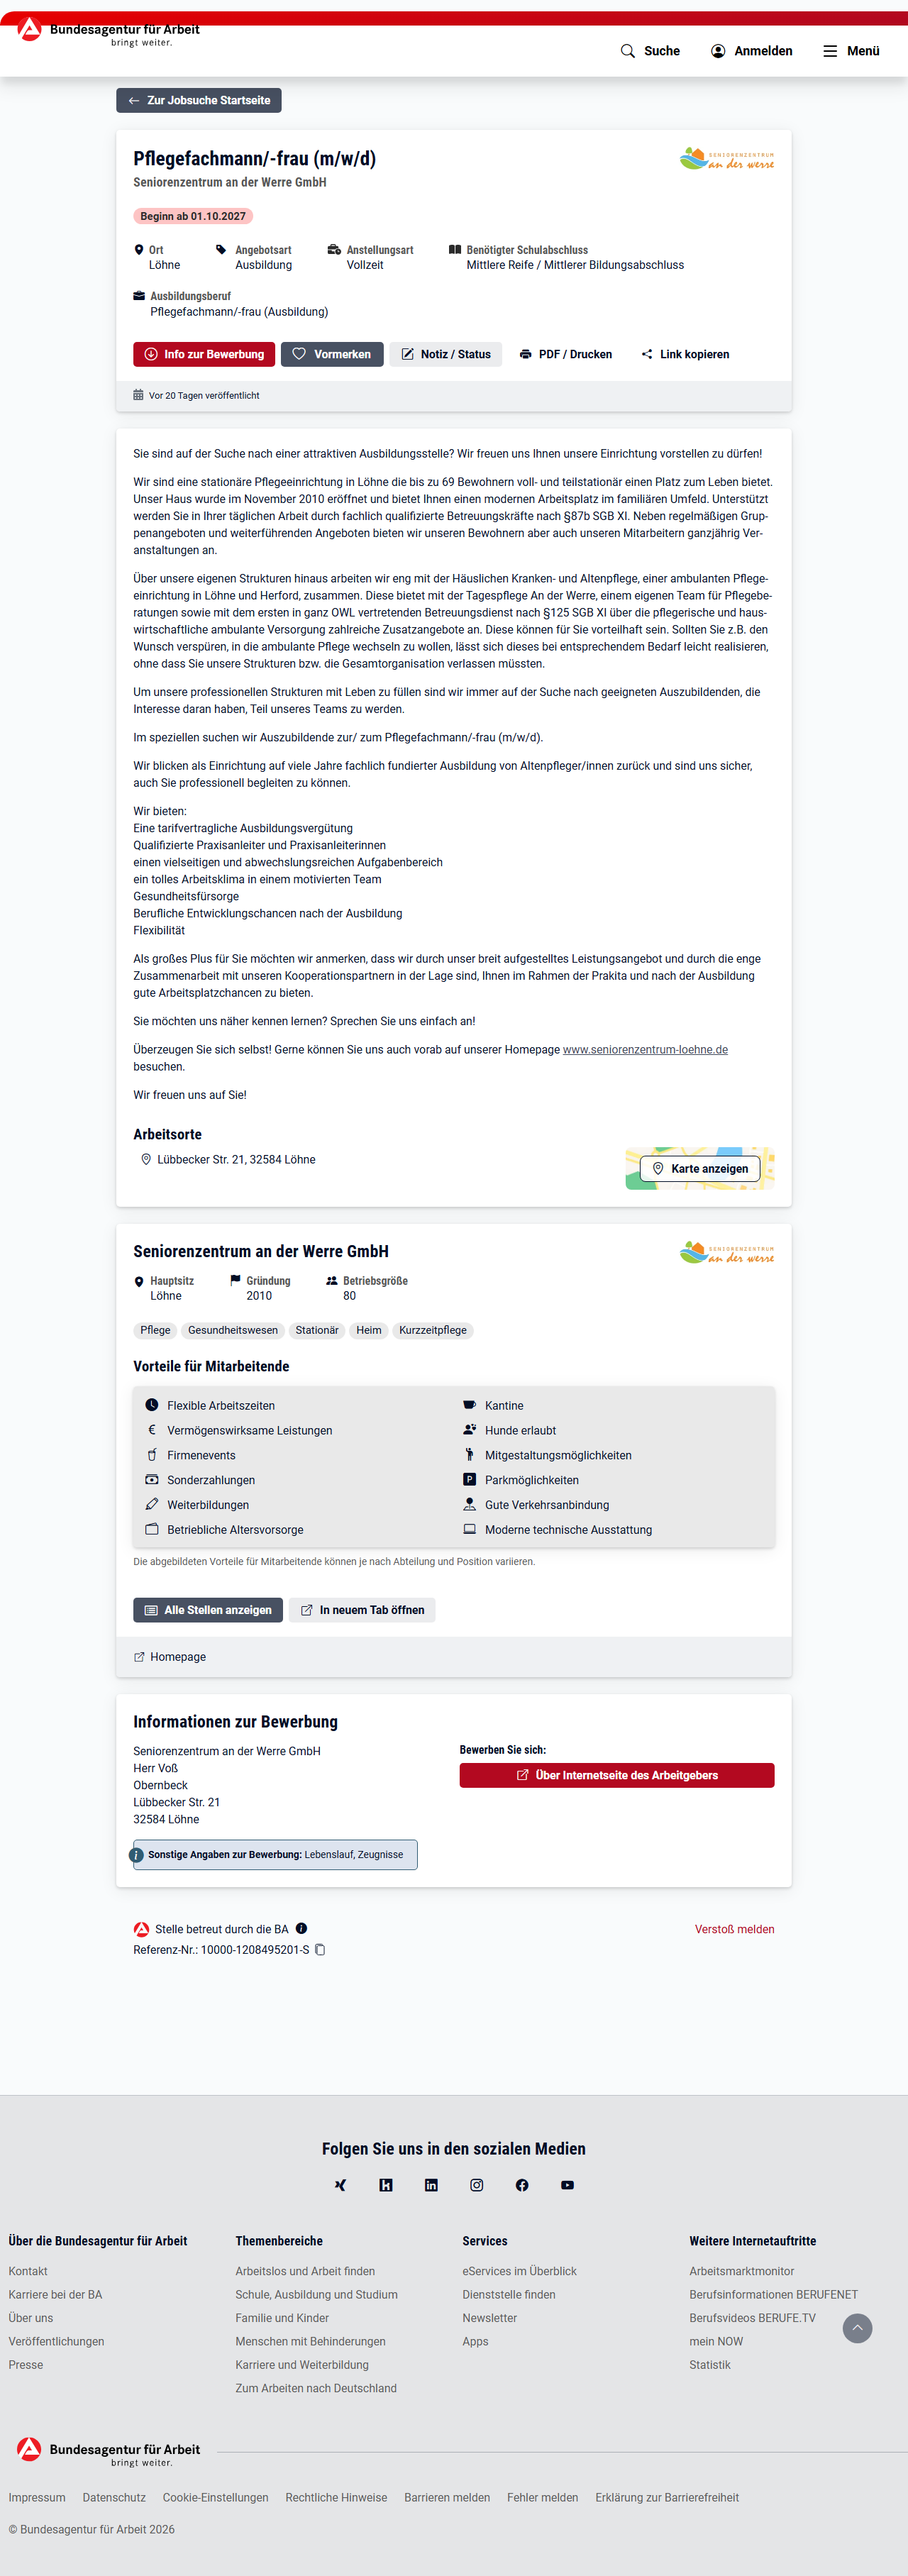 Bundesagentur für Arbeit
bringt weiter.
Suche
Anmelden
Menü
Zur Jobsuche Startseite
Pflegefachmann/-frau (m/w/d)
Seniorenzentrum an der Werre GmbH
SENIORENZENTRUM
an der werre
Beginn ab 01.10.2027
Ort
Löhne
Angebotsart
Ausbildung
Anstellungsart
Vollzeit
Benötigter Schulabschluss
Mittlere Reife / Mittlerer Bildungsabschluss
Ausbildungsberuf
Pflegefachmann/-frau (Ausbildung)
Info zur Bewerbung
Vormerken
Notiz / Status
PDF / Drucken
Link kopieren
Vor 20 Tagen veröffentlicht
Sie sind auf der Suche nach einer attraktiven Ausbildungsstelle? Wir freuen uns Ihnen unsere Einrichtung vorstellen zu dürfen!
Wir sind eine stationäre Pflegeeinrichtung in Löhne die bis zu 69 Bewohnern voll- und teilstationär einen Platz zum Leben bietet.
Unser Haus wurde im November 2010 eröffnet und bietet Ihnen einen modernen Arbeitsplatz im familiären Umfeld. Unterstützt
werden Sie in Ihrer täglichen Arbeit durch fachlich qualifizierte Betreuungskräfte nach §87b SGB XI. Neben regelmäßigen Grup-
penangeboten und weiterführenden Angeboten bieten wir unseren Bewohnern aber auch unseren Mitarbeitern ganzjährig Ver-
anstaltungen an.
Über unsere eigenen Strukturen hinaus arbeiten wir eng mit der Häuslichen Kranken- und Altenpflege, einer ambulanten Pflege-
einrichtung in Löhne und Herford, zusammen. Diese bietet mit der Tagespflege An der Werre, einem eigenen Team für Pflegebe-
ratungen sowie mit dem ersten in ganz OWL vertretenden Betreuungsdienst nach §125 SGB XI über die pflegerische und haus-
wirtschaftliche ambulante Versorgung zahlreiche Zusatzangebote an. Diese können für Sie vorteilhaft sein. Sollten Sie z.B. den
Wunsch verspüren, in die ambulante Pflege wechseln zu wollen, lässt sich dieses bei entsprechendem Bedarf leicht realisieren,
ohne dass Sie unsere Strukturen bzw. die Gesamtorganisation verlassen müssten.
Um unsere professionellen Strukturen mit Leben zu füllen sind wir immer auf der Suche nach geeigneten Auszubildenden, die
Interesse daran haben, Teil unseres Teams zu werden.
Im speziellen suchen wir Auszubildende zur/ zum Pflegefachmann/-frau (m/w/d).
Wir blicken als Einrichtung auf viele Jahre fachlich fundierter Ausbildung von Altenpfleger/innen zurück und sind uns sicher,
auch Sie professionell begleiten zu können.
Wir bieten:
Eine tarifvertragliche Ausbildungsvergütung
Qualifizierte Praxisanleiter und Praxisanleiterinnen
einen vielseitigen und abwechslungsreichen Aufgabenbereich
ein tolles Arbeitsklima in einem motivierten Team
Gesundheitsfürsorge
Berufliche Entwicklungschancen nach der Ausbildung
Flexibilität
Als großes Plus für Sie möchten wir anmerken, dass wir durch unser breit aufgestelltes Leistungsangebot und durch die enge
Zusammenarbeit mit unseren Kooperationspartnern in der Lage sind, Ihnen im Rahmen der Prakita und nach der Ausbildung
gute Arbeitsplatzchancen zu bieten.
Sie möchten uns näher kennen lernen? Sprechen Sie uns einfach an!
Überzeugen Sie sich selbst! Gerne können Sie uns auch vorab auf unserer Homepage www.seniorenzentrum-loehne.de
besuchen.
Wir freuen uns auf Sie!
Arbeitsorte
Lübbecker Str. 21, 32584 Löhne
Karte anzeigen
Seniorenzentrum an der Werre GmbH
SENIORENZENTRUM
an der werre
Hauptsitz
Löhne
Gründung
2010
Betriebsgröße
80
Pflege
Gesundheitswesen
Stationär
Heim
Kurzzeitpflege
Vorteile für Mitarbeitende
Flexible Arbeitszeiten
Kantine
Vermögenswirksame Leistungen
Hunde erlaubt
Firmenevents
Mitgestaltungsmöglichkeiten
Sonderzahlungen
Parkmöglichkeiten
Weiterbildungen
Gute Verkehrsanbindung
Betriebliche Altersvorsorge
Moderne technische Ausstattung
Die abgebildeten Vorteile für Mitarbeitende können je nach Abteilung und Position variieren.
Alle Stellen anzeigen
In neuem Tab öffnen
Homepage
Informationen zur Bewerbung
Seniorenzentrum an der Werre GmbH
Herr Voß
Obernbeck
Lübbecker Str. 21
32584 Löhne
Bewerben Sie sich:
Über Internetseite des Arbeitgebers
Sonstige Angaben zur Bewerbung: Lebenslauf, Zeugnisse
Stelle betreut durch die BA
Verstoß melden
Referenz-Nr.: 10000-1208495201-S
Folgen Sie uns in den sozialen Medien
Über die Bundesagentur für Arbeit
Kontakt
Karriere bei der BA
Über uns
Veröffentlichungen
Presse
Themenbereiche
Arbeitslos und Arbeit finden
Schule, Ausbildung und Studium
Familie und Kinder
Menschen mit Behinderungen
Karriere und Weiterbildung
Zum Arbeiten nach Deutschland
Services
eServices im Überblick
Dienststelle finden
Newsletter
Apps
Weitere Internetauftritte
Arbeitsmarktmonitor
Berufsinformationen BERUFENET
Berufsvideos BERUFE.TV
mein NOW
Statistik
Bundesagentur für Arbeit
bringt weiter.
Impressum
Datenschutz
Cookie-Einstellungen
Rechtliche Hinweise
Barrieren melden
Fehler melden
Erklärung zur Barrierefreiheit
© Bundesagentur für Arbeit 2026